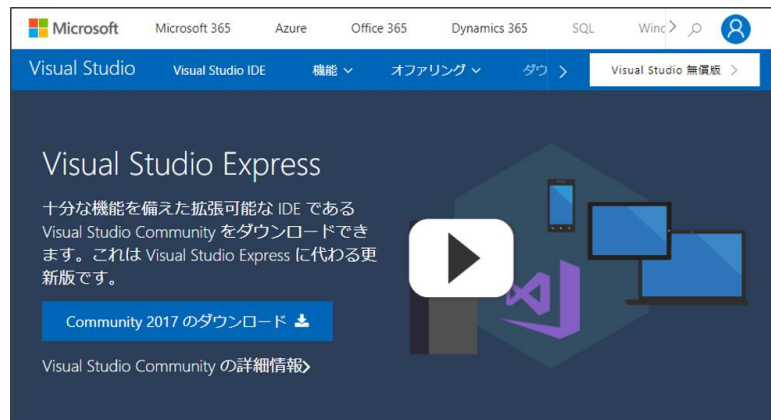 Microsoft Microsoft 365 Azure Office 365 Dynamics 365 SQL Winc
Visual Studio Visual Studio IDE 機能 オファリング ダウ Visual Studio 無償版
Visual Studio Express
十分な機能を備えた拡張可能な IDE である
Visual Studio Community をダウンロードでき
ます。これは Visual Studio Express に代わる更
新版です。
Community 2017 のダウンロード
Visual Studio Community の詳細情報>